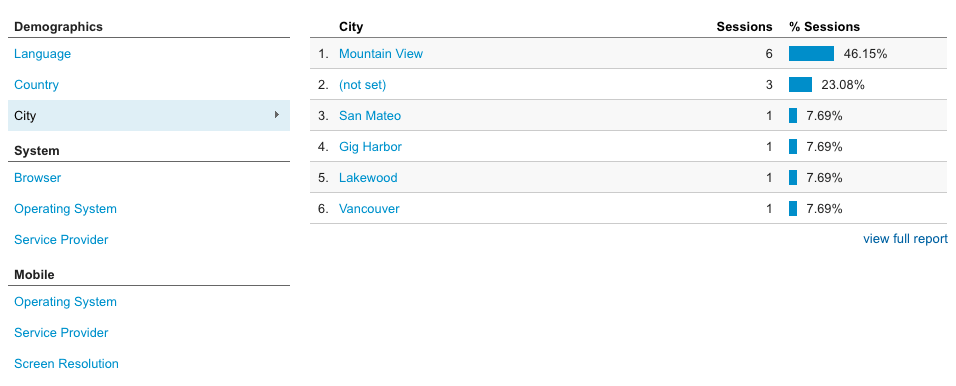 Demographics
Language
Country
City
System
Browser
Operating System
Service Provider
Mobile
Operating System
Service Provider
Screen Resolution
City Sessions % Sessions
1. Mountain View 6 46.15%
2. (not set) 3 23.08%
3. San Mateo 1 7.69%
4. Gig Harbor 1 7.69%
5. Lakewood 1 7.69%
6. Vancouver 1 7.69%
view full report